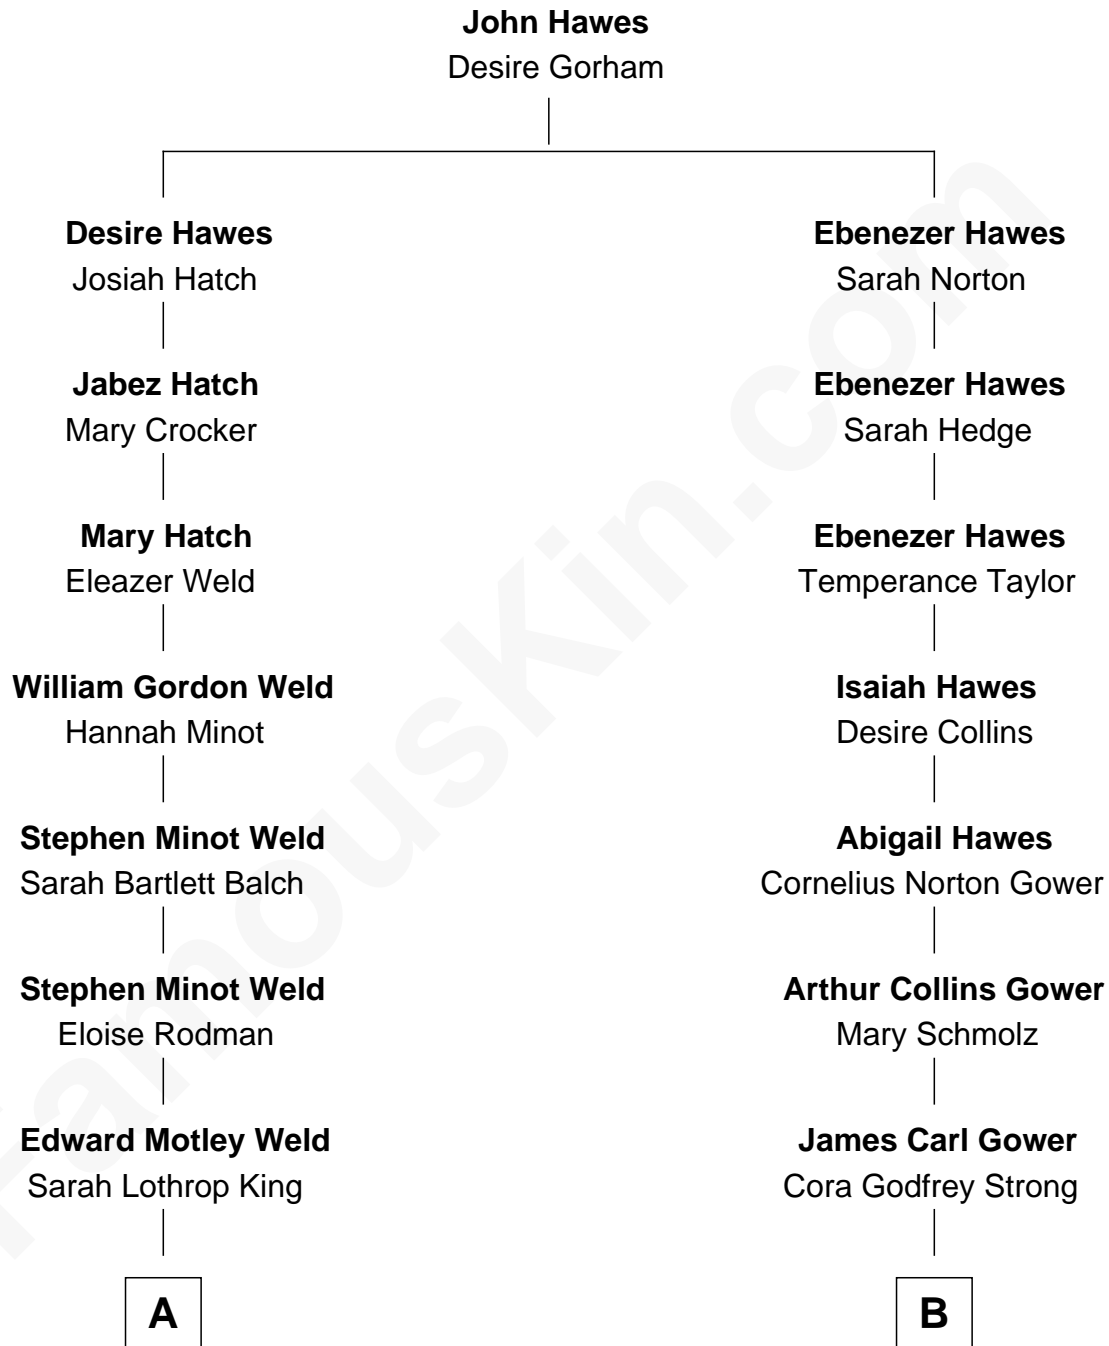 John Hawes
Desire Gorham
Desire Hawes
Josiah Hatch
Jabez Hatch
Mary Crocker
Mary Hatch
Eleazer Weld
William Gordon Weld
Hannah Minot
Stephen Minot Weld
Sarah Bartlett Balch
Stephen Minot Weld
Eloise Rodman
Edward Motley Weld
Sarah Lothrop King
A
Ebenezer Hawes
Sarah Norton
Ebenezer Hawes
Sarah Hedge
Ebenezer Hawes
Temperance Taylor
Isaiah Hawes
Desire Collins
Abigail Hawes
Cornelius Norton Gower
Arthur Collins Gower
Mary Schmolz
James Carl Gower
Cora Godfrey Strong
B
FamousKin.com